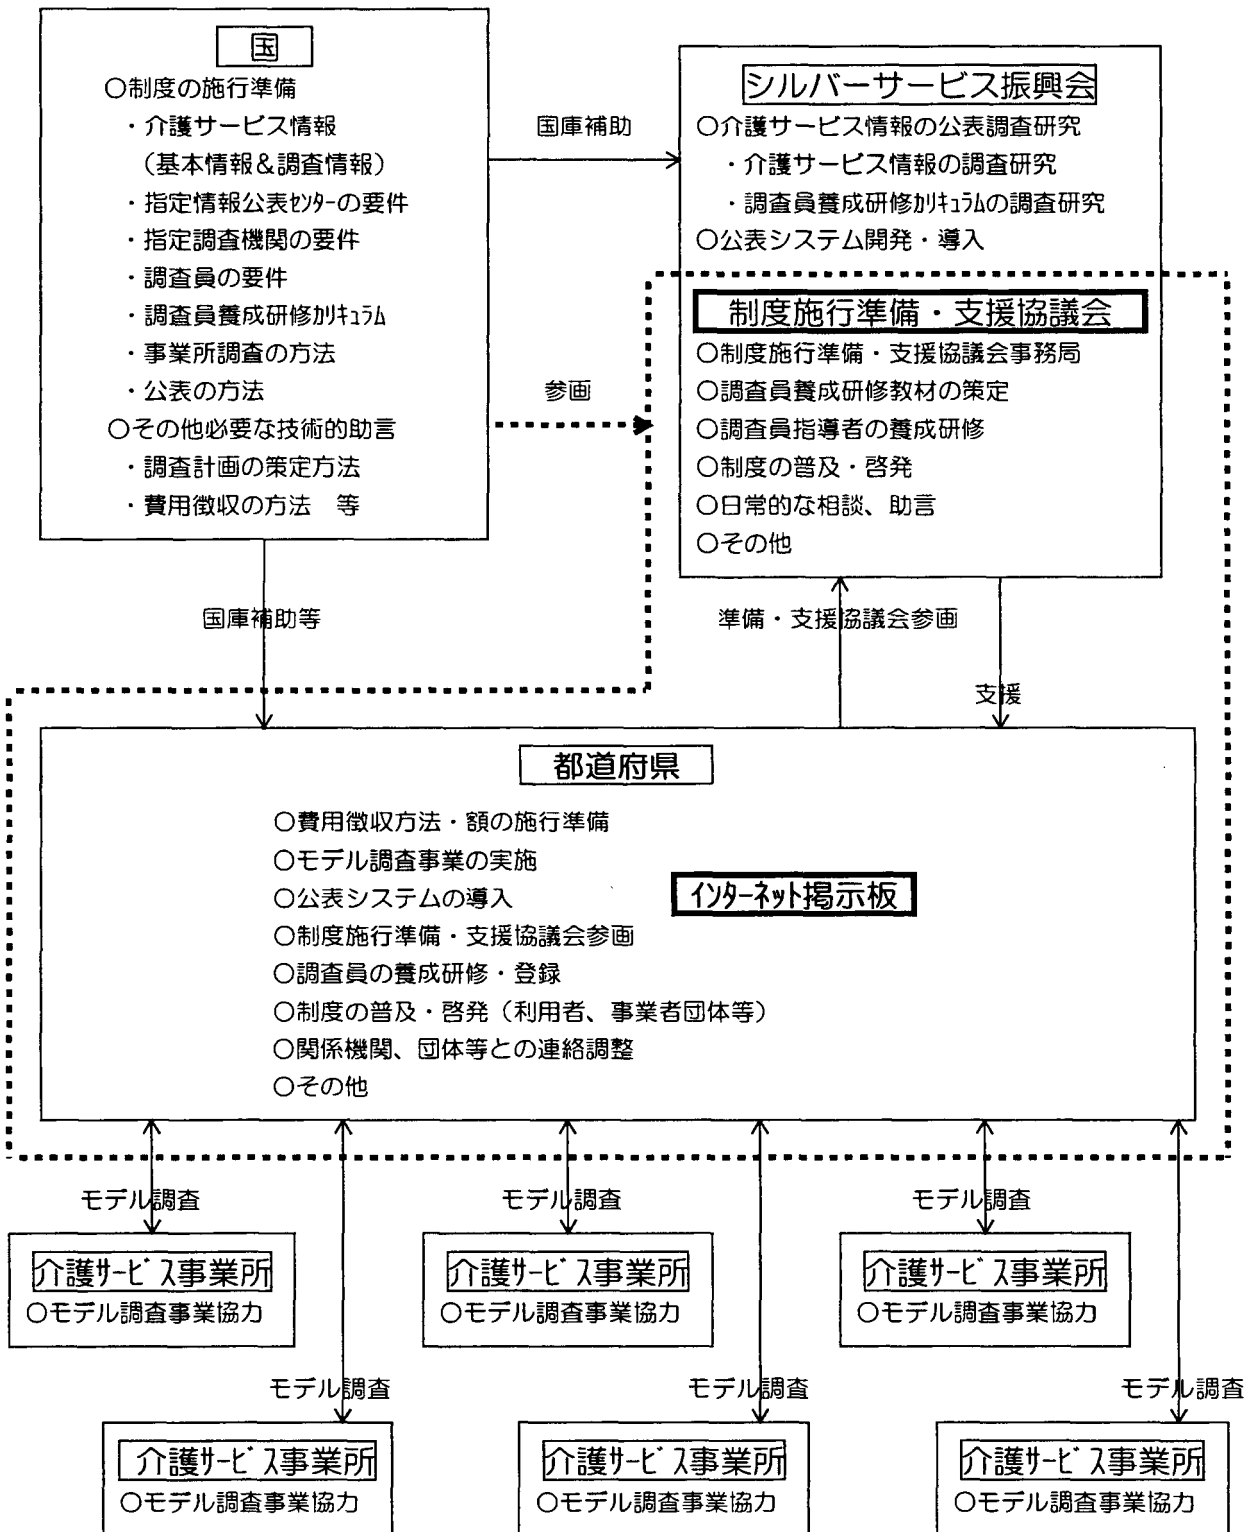 国
○制度の施行準備
・介護サービス情報
(基本情報&調査情報)
・指定情報公表ｾﾝﾀｰの要件
・指定調査機関の要件
・調査員の要件
・調査員養成研修ｶﾘｷｭﾗﾑ
・事業所調査の方法
・公表の方法
○その他必要な技術的助言
・調査計画の策定方法
・費用徴収の方法　等
国庫補助
参画
シルバーサービス振興会
○介護サービス情報の公表調査研究
・介護サービス情報の調査研究
・調査員養成研修ｶﾘｷｭﾗﾑの調査研究
○公表システム開発・導入
制度施行準備・支援協議会
○制度施行準備・支援協議会事務局
○調査員養成研修教材の策定
○調査員指導者の養成研修
○制度の普及・啓発
○日常的な相談、助言
○その他
国庫補助等
準備・支援協議会参画
支援
都道府県
○費用徴収方法・額の施行準備
○モデル調査事業の実施
○公表システムの導入
○制度施行準備・支援協議会参画
○調査員の養成研修・登録
○制度の普及・啓発（利用者、事業者団体等）
○関係機関、団体等との連絡調整
○その他
ｲﾝﾀｰﾈｯﾄ掲示板
モデル調査
モデル調査
モデル調査
介護ｻｰﾋﾞｽ事業所
○モデル調査事業協力
介護ｻｰﾋﾞｽ事業所
○モデル調査事業協力
介護ｻｰﾋﾞｽ事業所
○モデル調査事業協力
モデル調査
モデル調査
モデル調査
介護ｻｰﾋﾞｽ事業所
○モデル調査事業協力
介護ｻｰﾋﾞｽ事業所
○モデル調査事業協力
介護ｻｰﾋﾞｽ事業所
○モデル調査事業協力